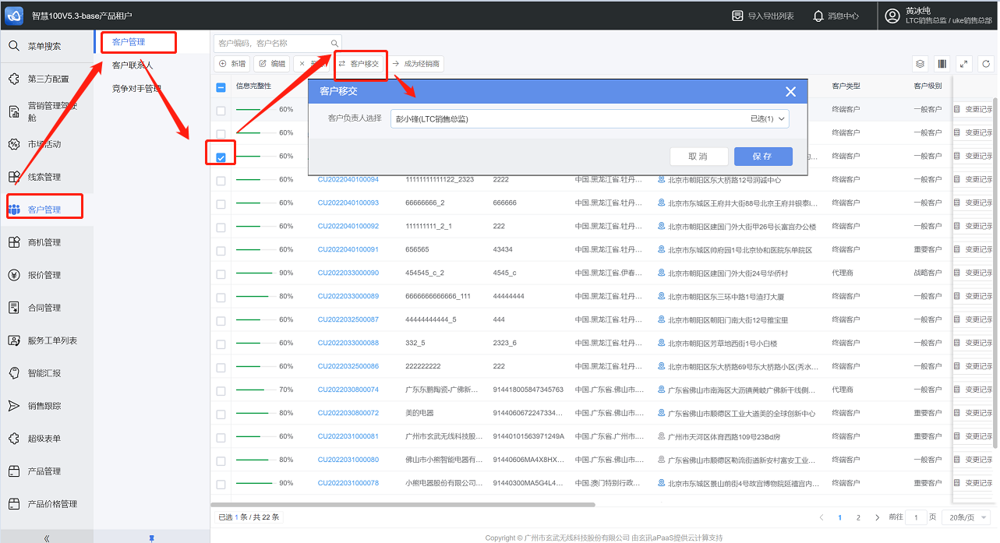 智慧100V5.3-base产品租户
导入导出列表
消息中心
黄冰纯
LTC销售总监 / uke销售总部
菜单搜索
第三方配置
营销管理驾驶舱
市场活动
线索管理
客户管理
商机管理
报价管理
合同管理
服务工单列表
智能汇报
销售跟踪
超级表单
产品管理
产品价格管理
客户管理
客户联系人
竞争对手管理
客户编码，客户名称
新增 编辑 客户移交 成为经销商
信息完整性 客户类型 客户级别
客户移交
客户负责人选择 彭小锋(LTC销售总监) 已选(1)
取 消 保 存
60% 终端客户 一般客户 变更记录
60% 终端客户 一般客户 变更记录
60% 终端客户 一般客户 变更记录
60% CU2022040100094 11111111111122_2323 2222 中国.黑龙江省.牡丹... 北京市朝阳区东大桥路12号润诚中心 终端客户 一般客户 变更记录
60% CU2022040100093 66666666_2 666666 中国.黑龙江省.牡丹... 北京市东城区王府井大街88号北京王府井银泰i... 终端客户 一般客户 变更记录
60% CU2022040100092 111111111_2_1 222 中国.黑龙江省.牡丹... 北京市朝阳区建国门外大街甲26号长富宫办公楼 终端客户 一般客户 变更记录
60% CU2022040100091 656565 43434 中国.黑龙江省.牡丹... 北京市东城区帅府园1号北京协和医院东单院区 终端客户 重要客户 变更记录
90% CU2022033000090 454545_c_2 4545_c 中国.黑龙江省.伊春... 北京市朝阳区建国门外大街24号华侨村 代理商 战略客户 变更记录
80% CU2022033000089 6666666666666_111 44444444 中国.黑龙江省.牡丹... 北京市朝阳区东三环中路1号渣打大厦 终端客户 一般客户 变更记录
60% CU2022032500087 44444444444_5 444 中国.黑龙江省.牡丹... 北京市朝阳区朝阳门南大街12号雅宝里 终端客户 一般客户 变更记录
60% CU2022033000088 332_5 2323_6 中国.黑龙江省.牡丹... 北京市朝阳区芳草地西街1号小白楼 终端客户 一般客户 变更记录
60% CU2022032500086 222222222 222 中国.黑龙江省.牡丹... 北京市朝阳区东大桥路69号东大桥路小区(秀水... 终端客户 一般客户 变更记录
70% CU2022030800074 广东东鹏陶瓷-广佛新... 914418005847345763 中国.广东省.佛山市.... 广东省佛山市南海区大沥镇黄岐广佛新干线侧... 代理商 一般客户 变更记录
80% CU2022030800072 美的电器 9144060672247334... 中国.广东省.佛山市.... 广东省佛山市顺德区工业大道美的全球创新中心 终端客户 重要客户 变更记录
60% CU2022031000081 广州市玄武无线科技股... 91440101563971249A 中国.广东省.广州市.... 广州市天河区体育西路109号23Bd房 终端客户 重要客户 变更记录
80% CU2022031000080 佛山市小熊智能电器有... 91440606MA4X8HX... 中国.广东省.佛山市.... 广东省佛山市顺德区勒流街道新安村富安工业... 终端客户 重要客户 变更记录
90% CU2022031000078 小熊电器股份有限公司... 91440300MA5G4L4... 中国.澳门特别行政... 北京市东城区景山前街4号故宫博物院延禧宫内... 终端客户 重要客户 变更记录
已选 1 条 / 共 22 条
1 2 前往 1 页 20条/页
Copyright © 广州市玄武无线科技股份有限公司 由玄讯aPaaS提供云计算支持